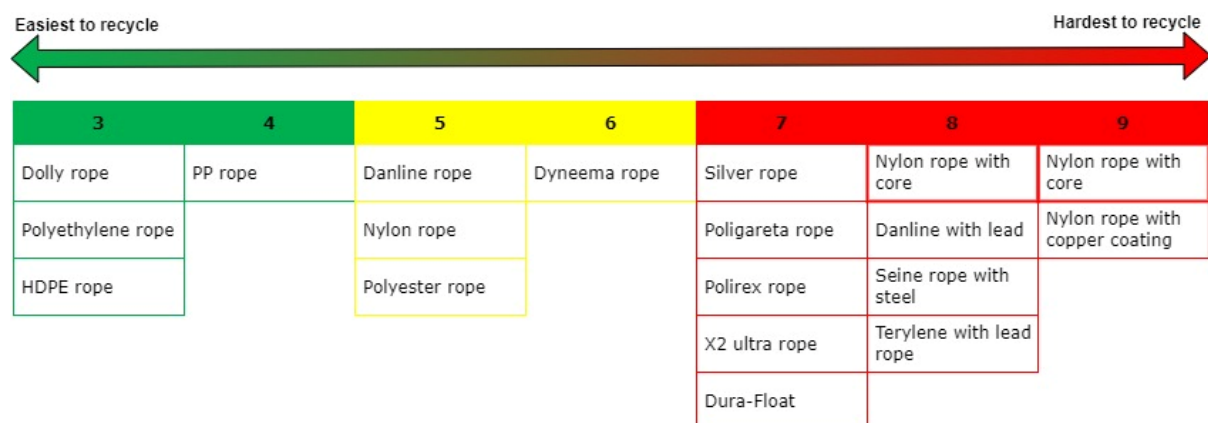 Easiest to recycle
Hardest to recycle
3 4 5 6 7 8 9
Dolly rope
PP rope
Danline rope
Dyneema rope
Silver rope
Nylon rope with
core
Nylon rope with
core
Polyethylene rope
Nylon rope
Poligareta rope
Danline with lead
Nylon rope with
copper coating
HDPE rope
Polyester rope
Polirex rope
Seine rope with
steel
X2 ultra rope
Terylene with lead
rope
Dura-Float